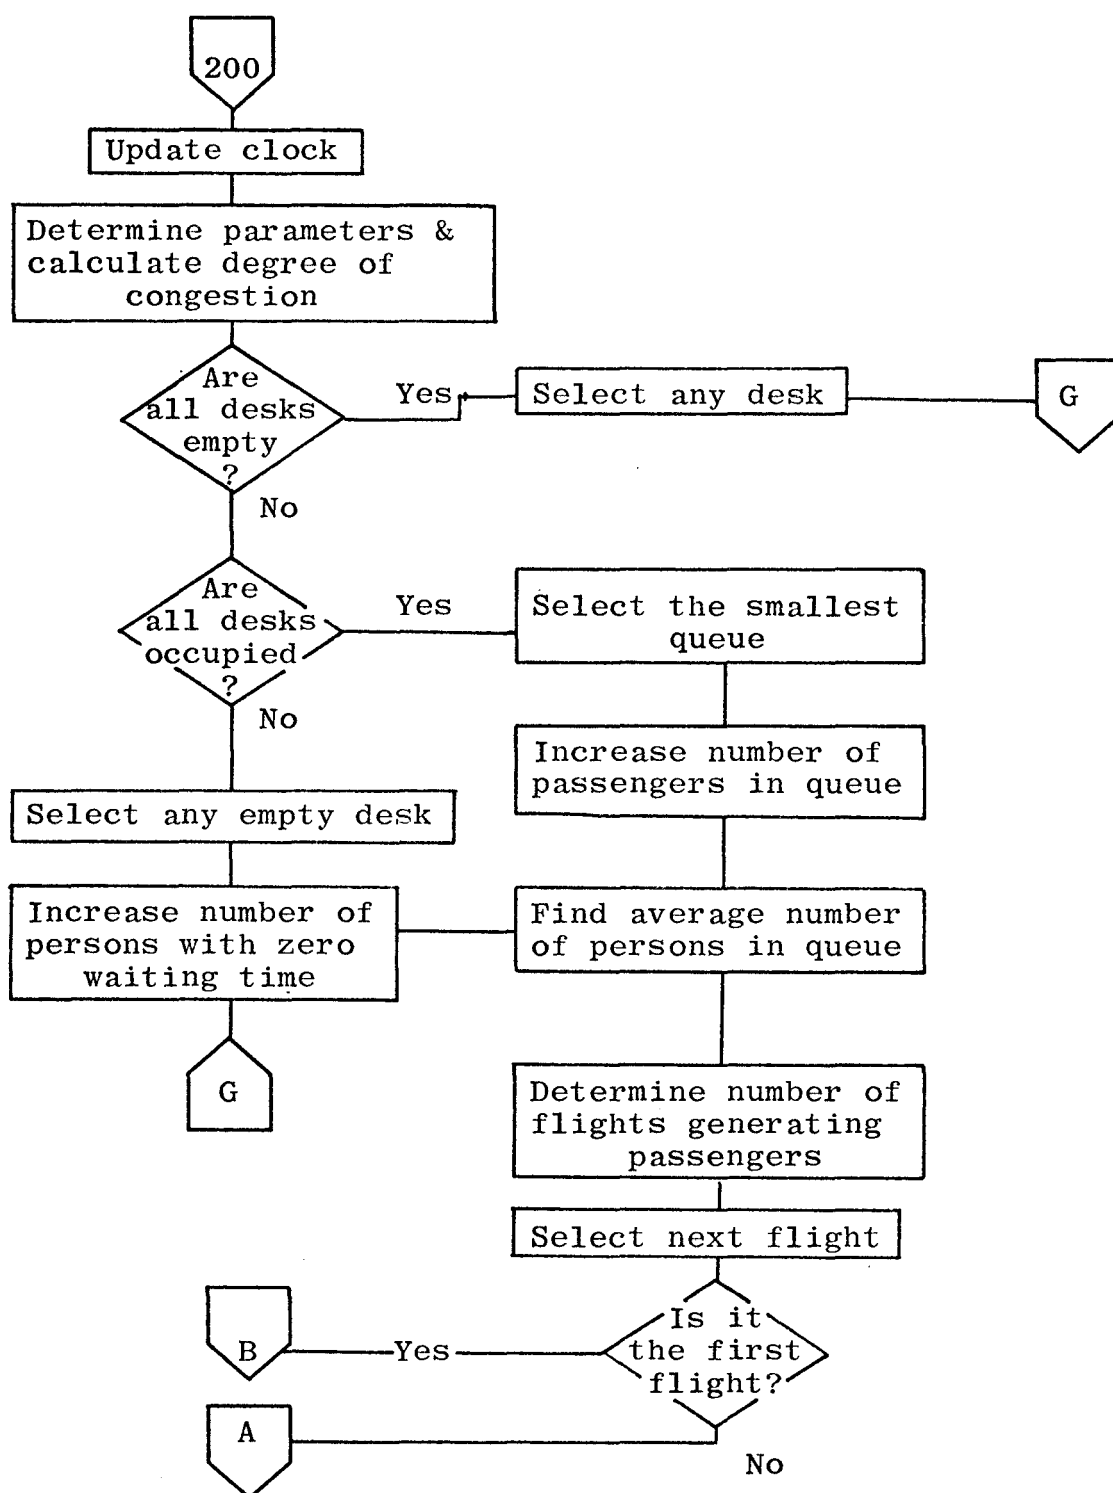 200
Update clock
Determine parameters &
calculate degree of
congestion
Are
all desks
empty
?
Yes
Select any desk
G
No
Are
all desks
occupied
?
Yes
Select the smallest
queue
No
Increase number of
passengers in queue
Select any empty desk
Increase number of
persons with zero
waiting time
Find average number
of persons in queue
G
Determine number of
flights generating
passengers
Select next flight
Is it
the first
flight?
Yes
B
A
No